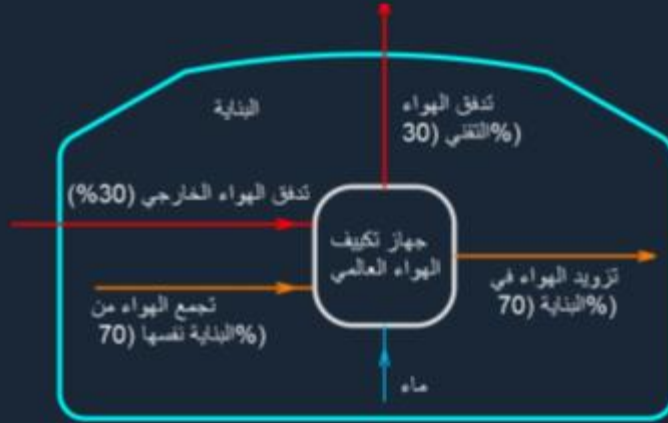 البناية
تدفق الهواء
%التقني (30)
تدفق الهواء الخارجي (30%)
جهاز تكييف
الهواء العالمي
تزويد الهواء في
%البناية (70)
تجمع الهواء من
%البناية نفسها (70)
ماء